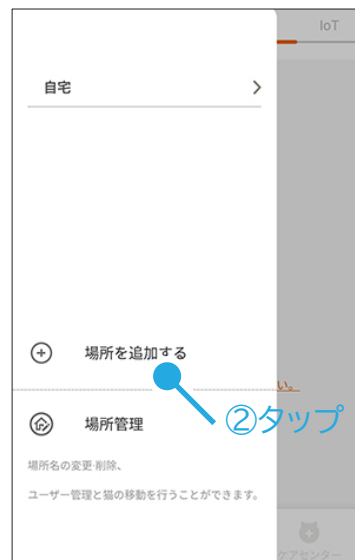 IoT
自宅
場所を追加する
い。
場所管理
②タップ
場所名の変更·削除、
ユーザー管理と猫の移動を行うことができます。
ケアセンター